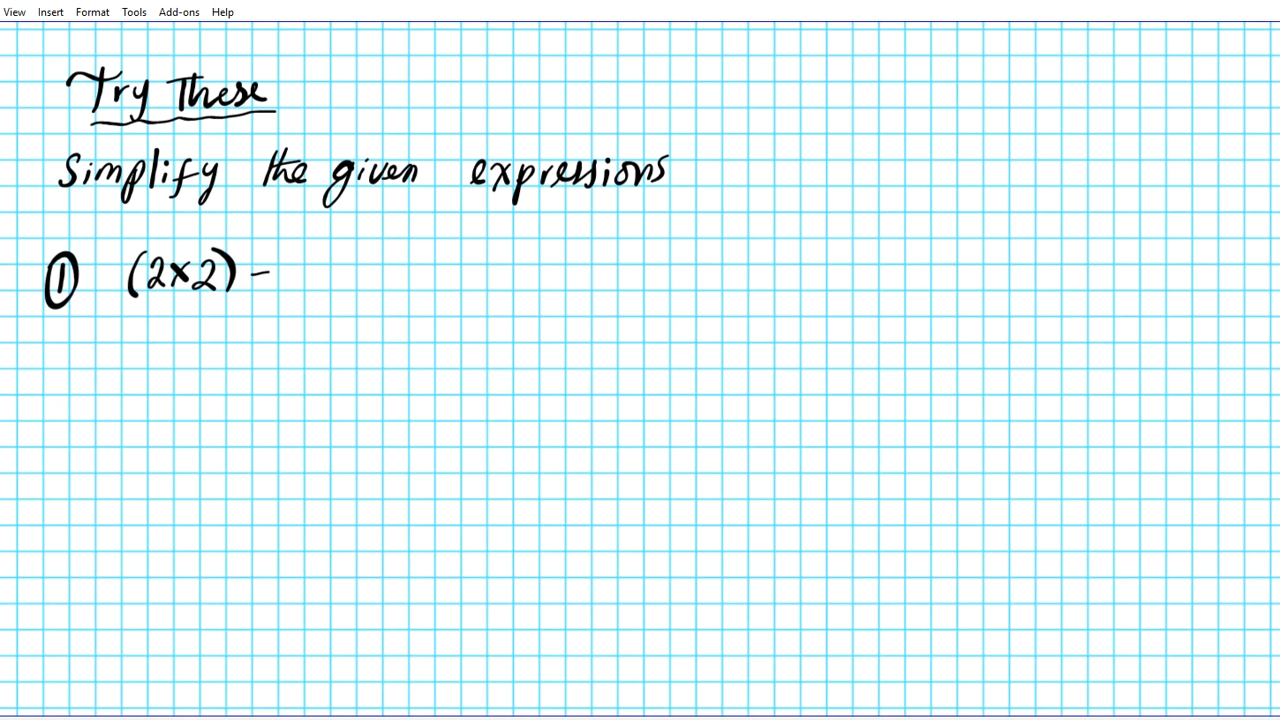 View Insert Format Tools Add-ons Help
Try These
Simplify the given expressions
① (2×2) -